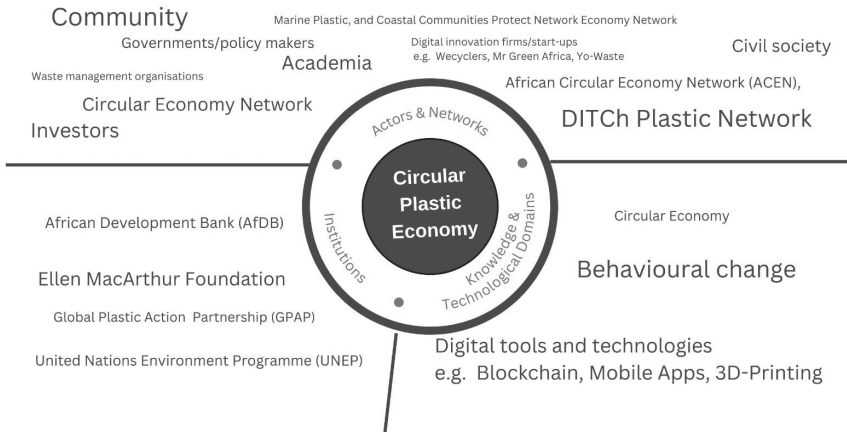 Community
Marine Plastic, and Coastal Communities Protect Network Economy Network
Governments/policy makers
Digital innovation firms/start-ups
e.g. Wecyclers, Mr Green Africa, Yo-Waste
Civil society
Academia
Waste management organisations
African Circular Economy Network (ACEN),
Circular Economy Network
Investors
DITCh Plastic Network
Actors & Networks
Circular
Plastic
Economy
Institutions
Knowledge &
Technological Domains
African Development Bank (AfDB)
Ellen MacArthur Foundation
Global Plastic Action Partnership (GPAP)
United Nations Environment Programme (UNEP)
Circular Economy
Behavioural change
Digital tools and technologies
e.g. Blockchain, Mobile Apps, 3D-Printing